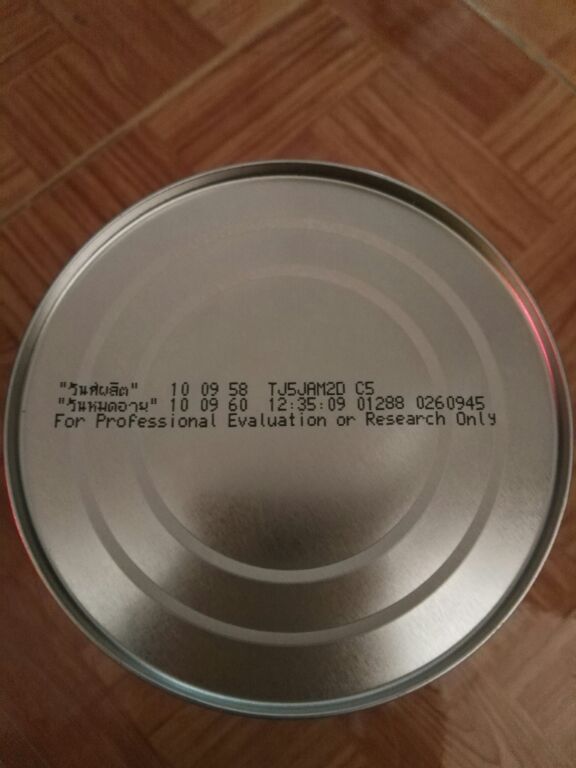 "วันที่ผลิต" 10 09 58 TJ5JAM2D C5
"วันหมดอายุ" 10 09 60 12:35:09 01288 0260945
For Professional Evaluation or Research Only